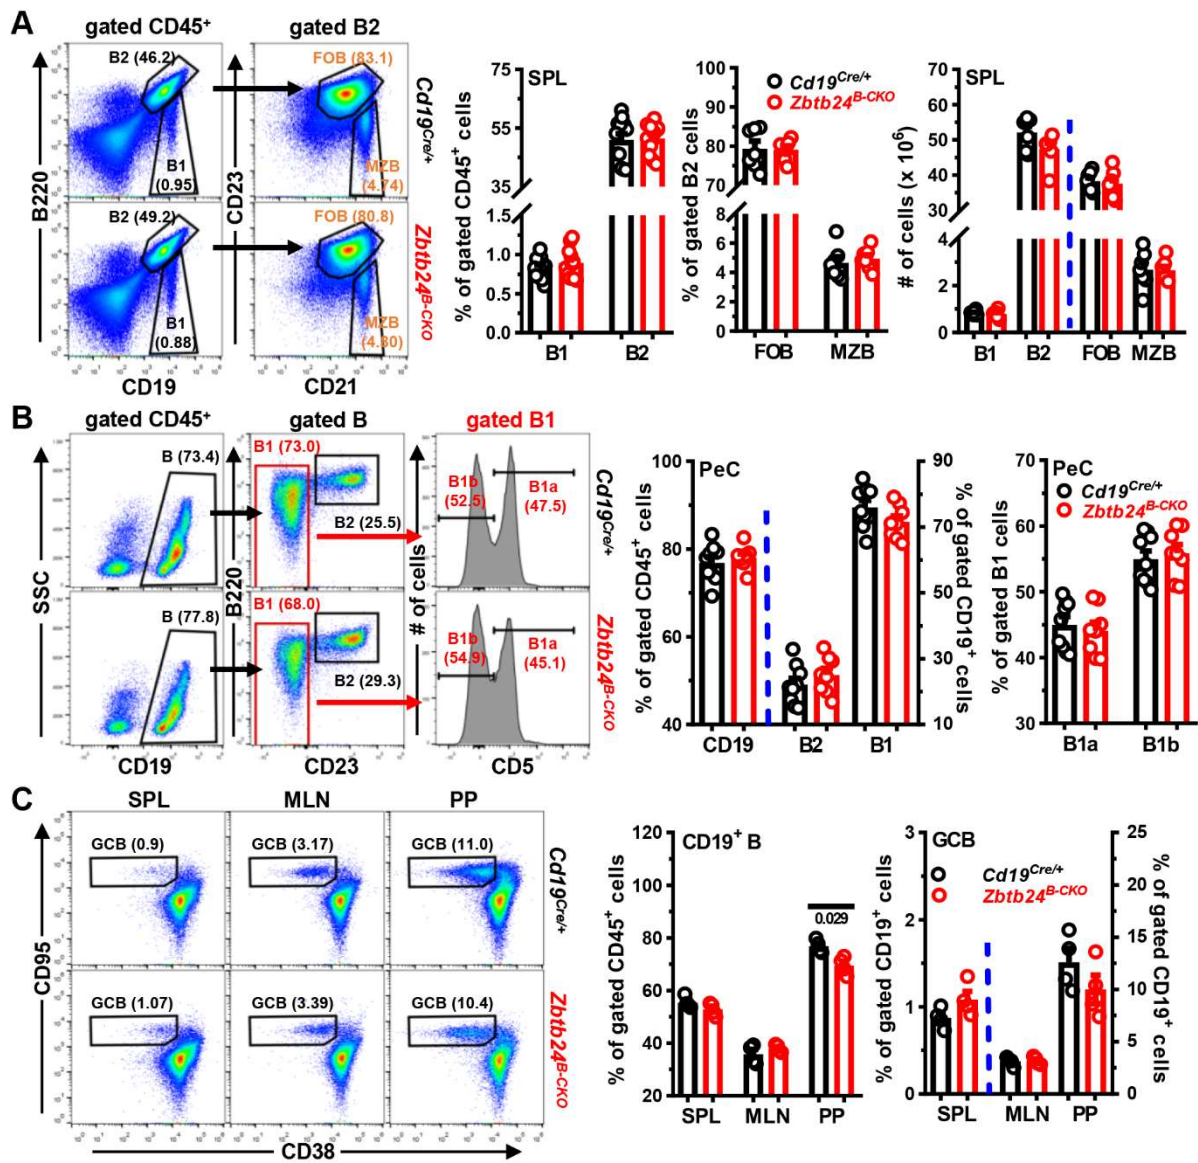 A
gated CD45+
gated B2
B2 (46.2)
B1
(0.95)
FOB (83.1)
MZB
(4.74)
Cd19Cre/+
B2 (49.2)
B1
(0.88)
FOB (80.8)
MZB
(4.80)
Zbtb24B-CKO
B220
CD23
CD19
CD21
SPL
% of gated CD45+ cells
75
55
35
1.5
1.0
0.5
0.0
B1
B2
% of gated B2 cells
100
90
80
70
8
6
4
2
0
Cd19Cre/+
Zbtb24B-CKO
FOB
MZB
SPL
# of cells (x 10^6)
70
60
50
40
30
4
2
0
B1
B2
FOB
MZB
B
gated CD45+
gated B
gated B1
B (73.4)
B1 (73.0)
B2 (25.5)
B1b
(52.5)
B1a
(47.5)
Cd19Cre/+
B (77.8)
B1 (68.0)
B2 (29.3)
B1b
(54.9)
B1a
(45.1)
Zbtb24B-CKO
SSC
B220
# of cells
CD19
CD23
CD5
PeC
% of gated CD45+ cells
100
80
60
40
% of gated CD19+ cells
90
70
50
30
10
CD19
B2
B1
PeC
Cd19Cre/+
Zbtb24B-CKO
% of gated B1 cells
70
60
50
40
30
B1a
B1b
C
SPL
MLN
PP
GCB (0.9)
GCB (3.17)
GCB (11.0)
Cd19Cre/+
GCB (1.07)
GCB (3.39)
GCB (10.4)
Zbtb24B-CKO
CD95
CD38
CD19+ B
% of gated CD45+ cells
120
100
80
60
40
20
0.029
SPL
MLN
PP
GCB
Cd19Cre/+
Zbtb24B-CKO
% of gated CD19+ cells
3
2
1
0
% of gated CD19+ cells
25
20
15
10
5
0
SPL
MLN
PP